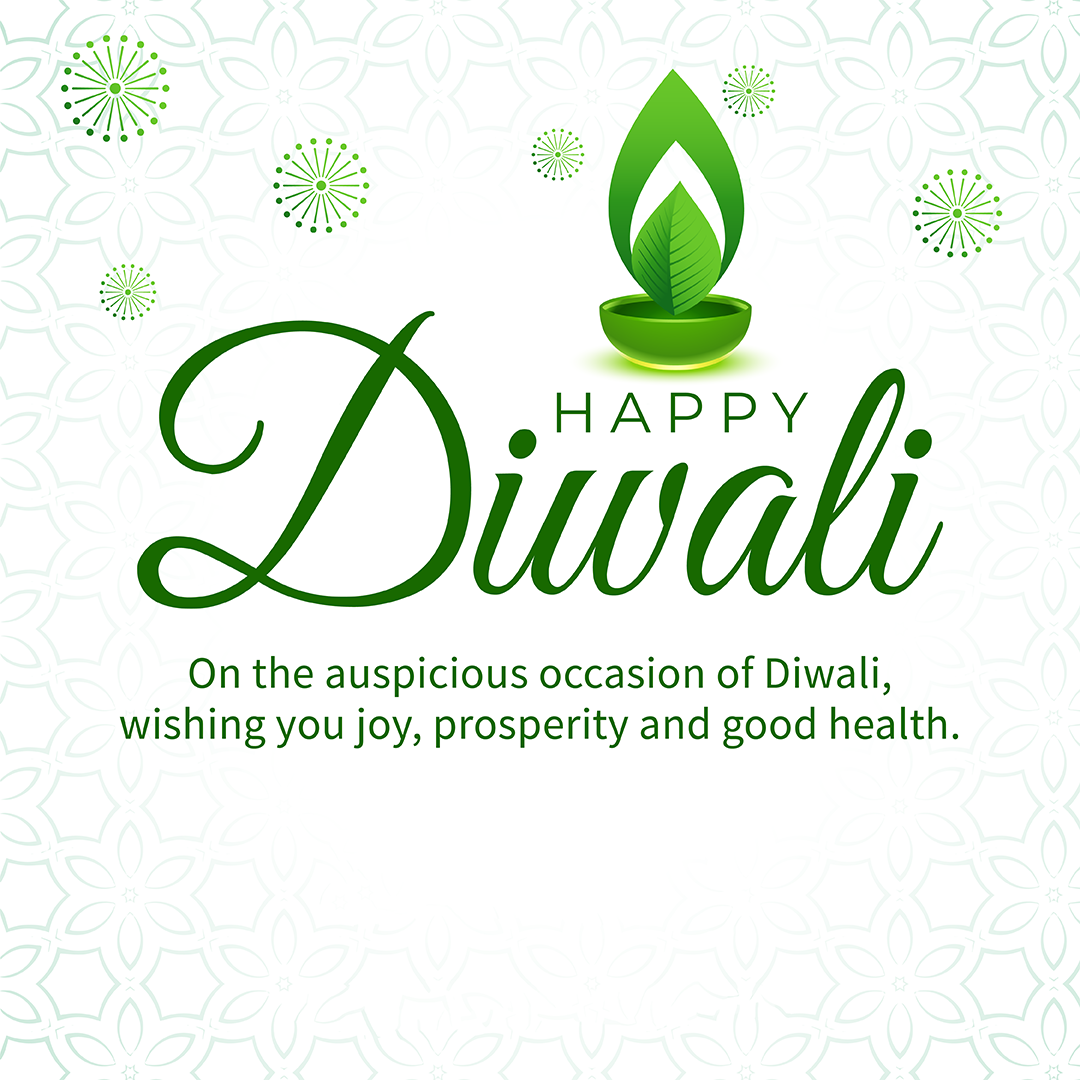 HAPPY
Diwali
On the auspicious occasion of Diwali,
wishing you joy, prosperity and good health.